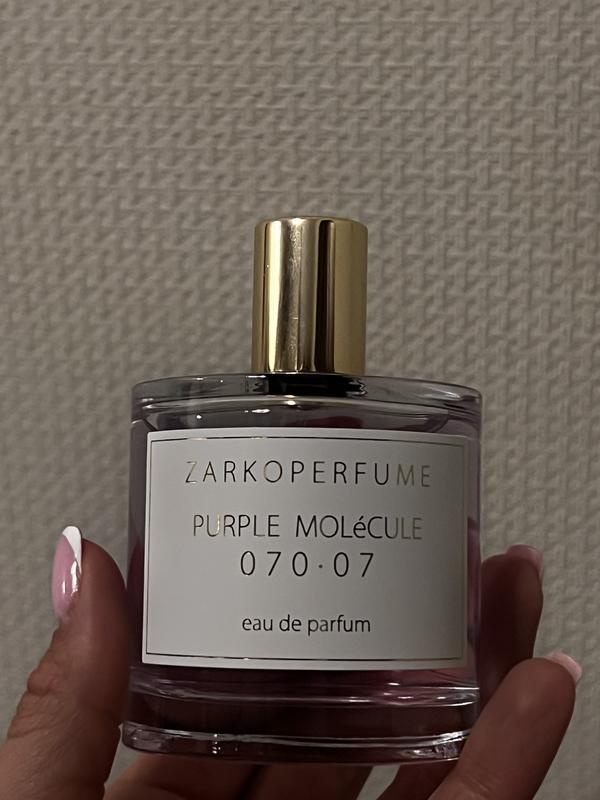 ZARKOPERFUME
PURPLE MOLéCULE
070·07
eau de parfum